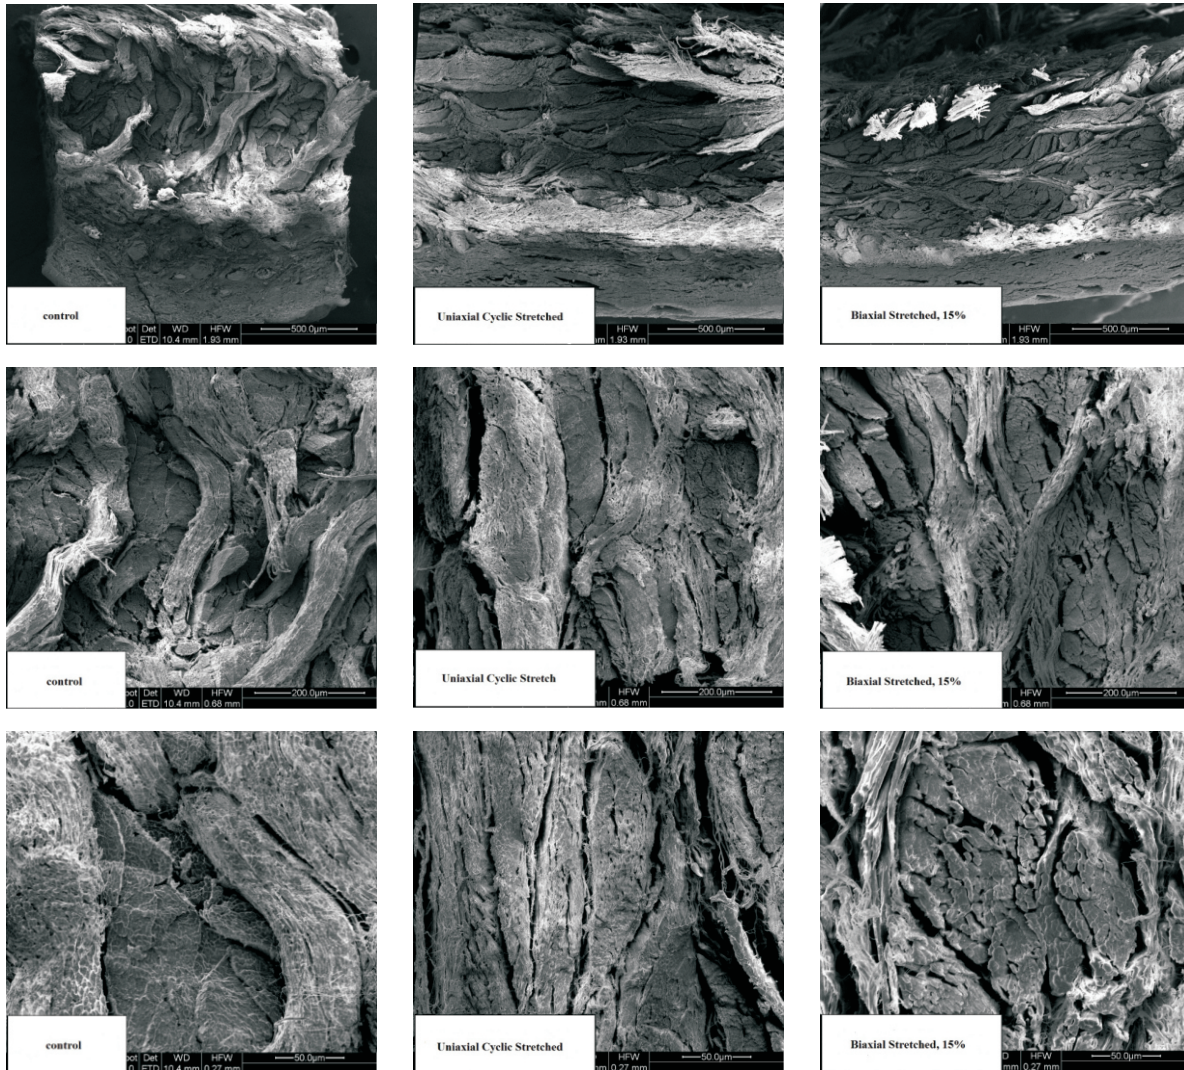 control
ot Det WD HFW 500.0µm
0 ETD 10.4 mm 1.93 mm
Uniaxial Cyclic Stretched
HFW 500.0µm
m 1.93 mm
Biaxial Stretched, 15%
HFW 500.0µm
m 1.93 mm
control
ot Det WD HFW 200.0µm
.0 ETD 10.4 mm 0.68 mm
Uniaxial Cyclic Stretch
HFW 200.0µm
m 0.68 mm
Biaxial Stretched, 15%
HFW 200.0µm
m 0.68 mm
control
ot Det WD HFW 50.0µm
0 ETD 10.4 mm 0.27 mm
Uniaxial Cyclic Stretched
HFW 50.0µm
mm 0.27 mm
Biaxial Stretched, 15%
D HFW 50.0µm
mm 0.27 mm